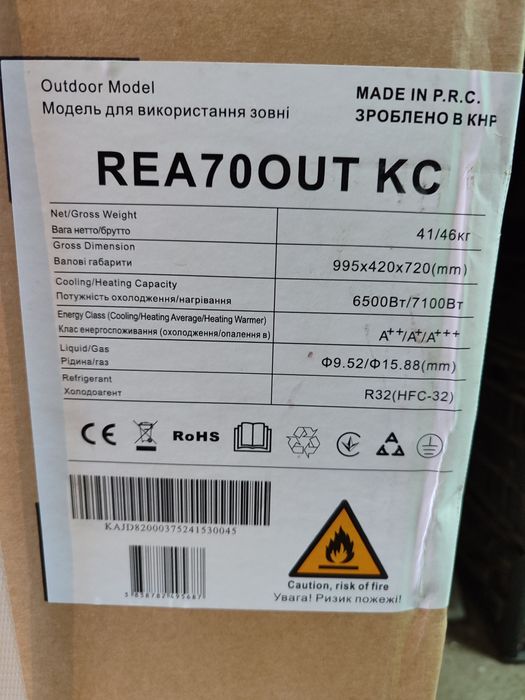 Outdoor Model
Модель для використання зовні
MADE IN P.R.C.
ЗРОБЛЕНО В КНР
REA70OUT KC
Net/Gross Weight
Вага нетто/брутто
41/46кг
Gross Dimension
Валові габарити
995x420x720(mm)
Cooling/Heating Capacity
Потужність охолодження/нагрівання
6500Вт/7100Вт
Energy Class (Cooling/Heating Average/Heating Warmer)
Клас енергоспоживання (охолодження/опалення в)
A++/A+/A+++
Liquid/Gas
Рідина/газ
Φ9.52/Φ15.88(mm)
Refrigerant
Холодоагент
R32(HFC-32)
CE
RoHS
KAJD82000375241530045
3 838782 495687
Caution, risk of fire
Увага! Ризик пожежі!